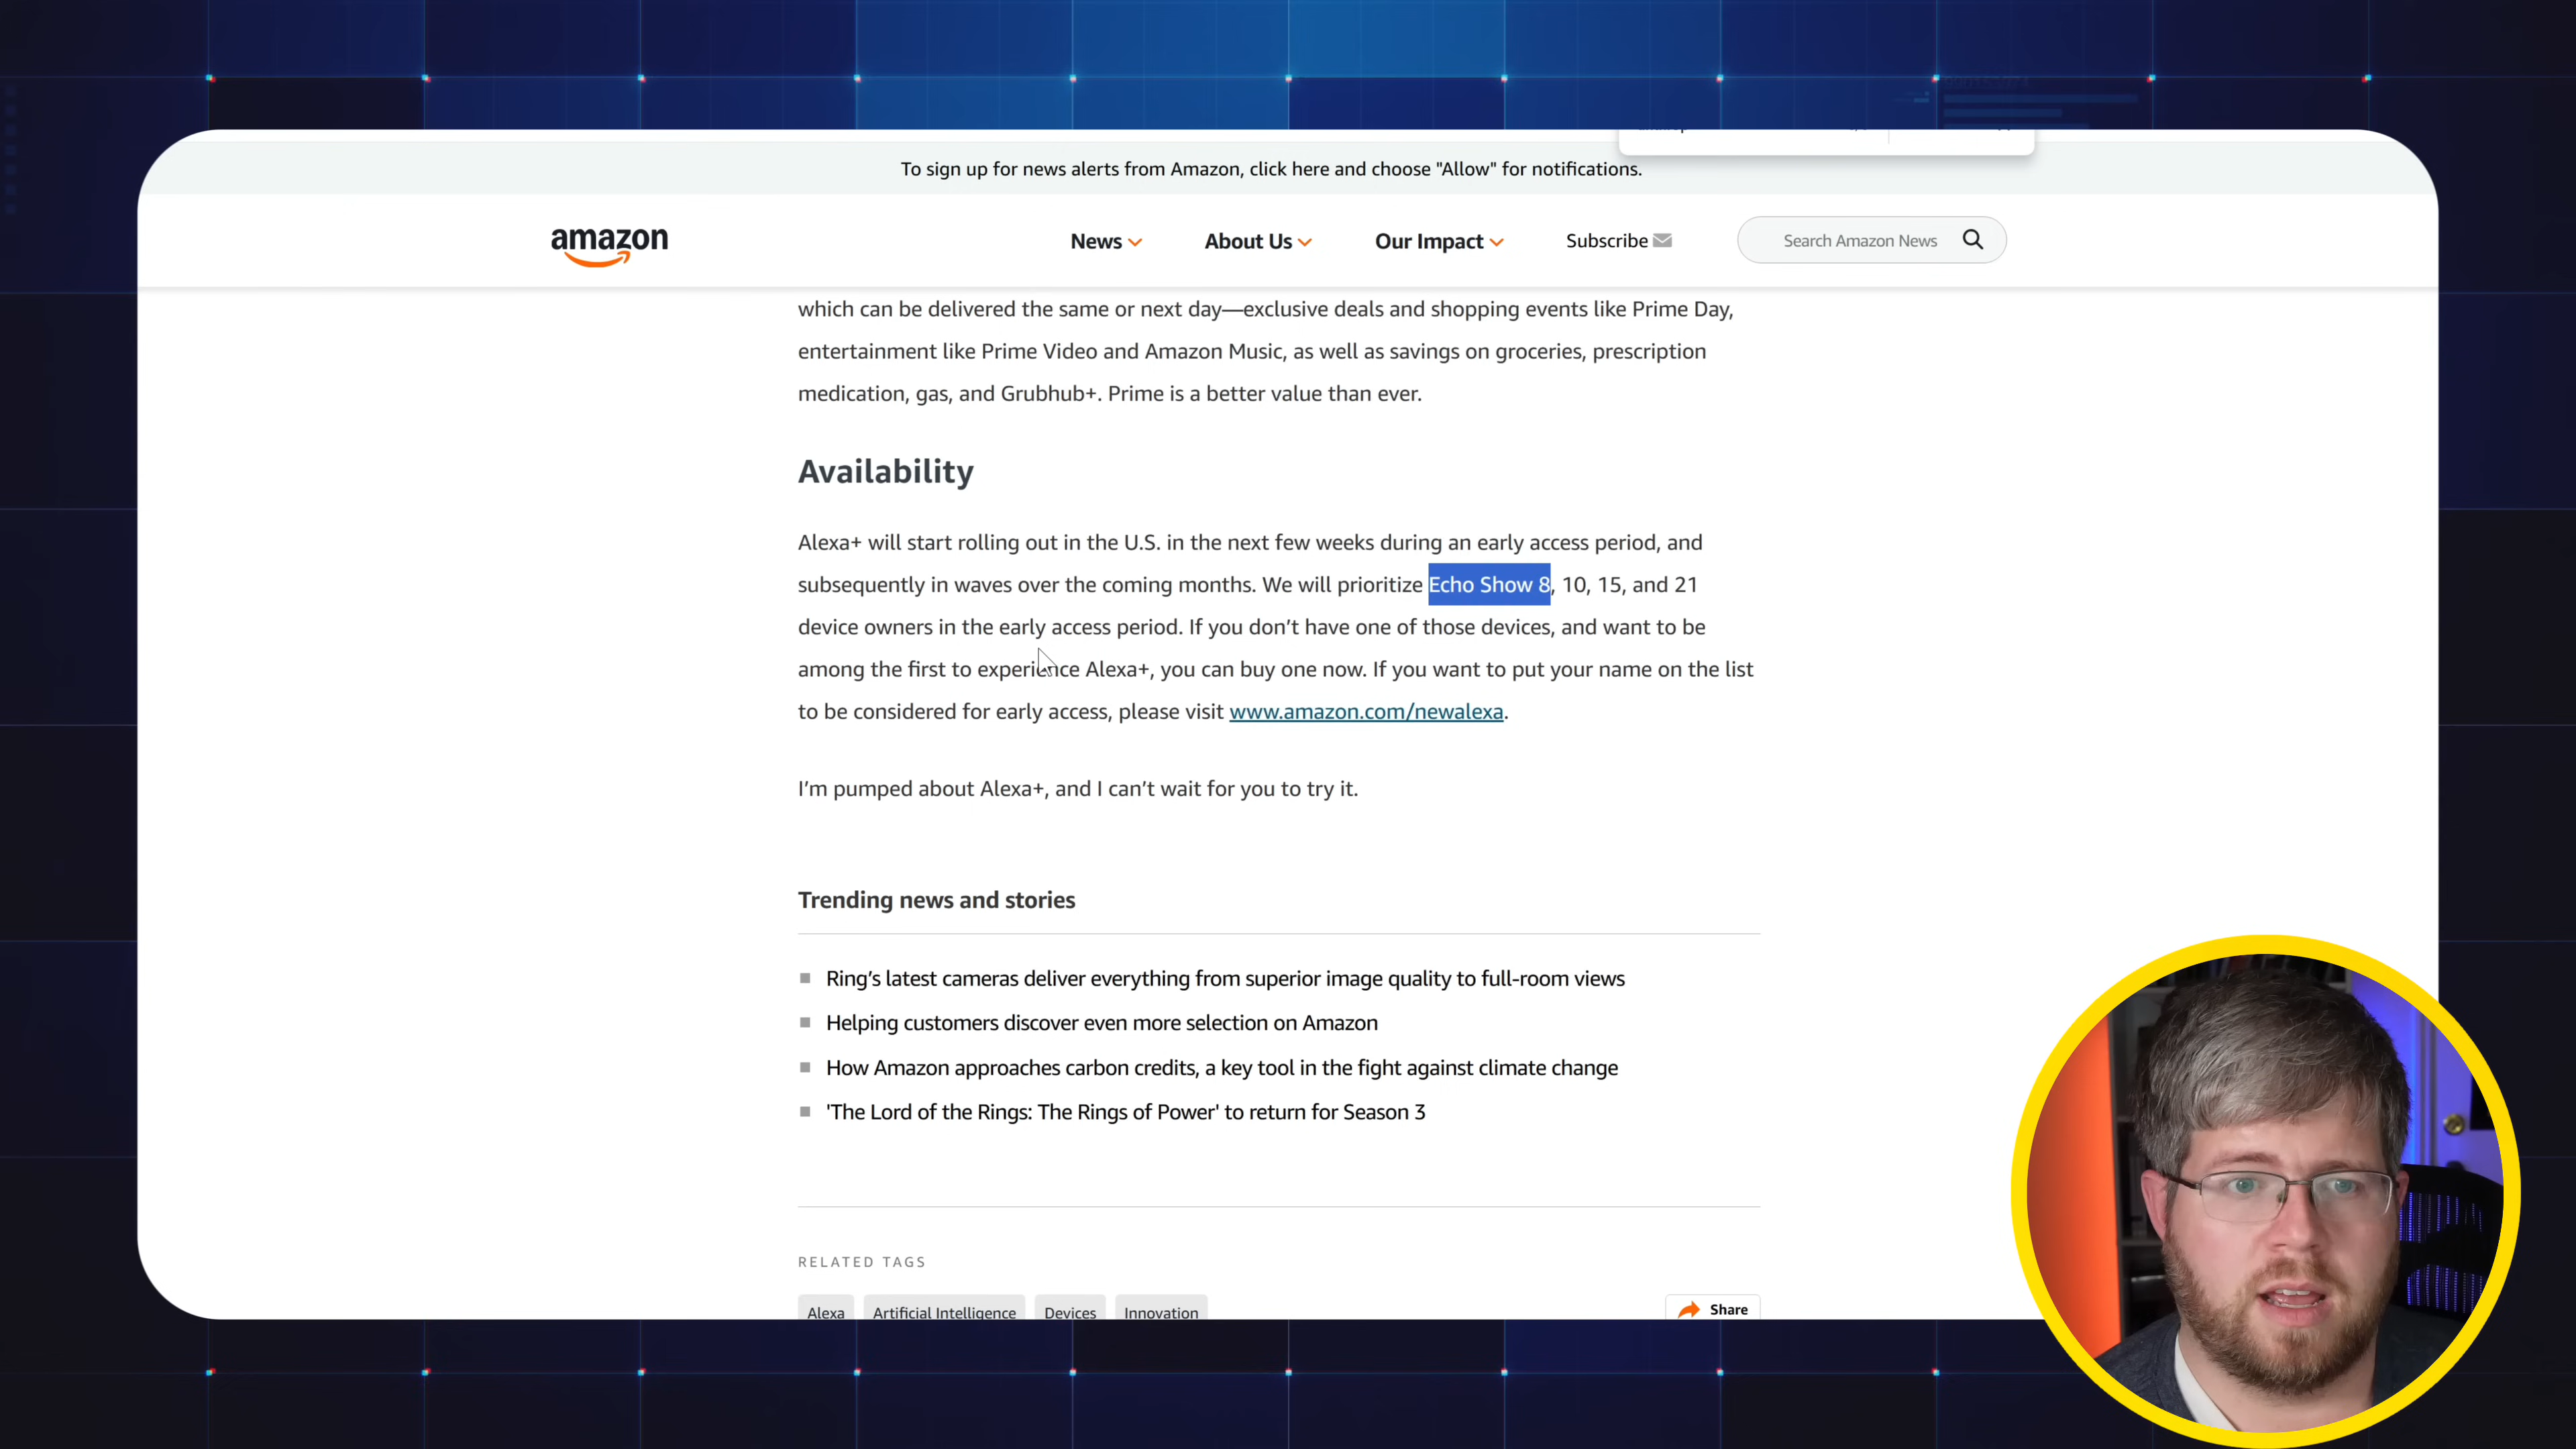 To sign up for news alerts from Amazon, click here and choose "Allow" for notifications.
amazon
News
About Us
Our Impact
Subscribe
Search Amazon News
which can be delivered the same or next day—exclusive deals and shopping events like Prime Day,
entertainment like Prime Video and Amazon Music, as well as savings on groceries, prescription
medication, gas, and Grubhub+. Prime is a better value than ever.
Availability
Alexa+ will start rolling out in the U.S. in the next few weeks during an early access period, and
subsequently in waves over the coming months. We will prioritize Echo Show 8, 10, 15, and 21
device owners in the early access period. If you don’t have one of those devices, and want to be
among the first to experience Alexa+, you can buy one now. If you want to put your name on the list
to be considered for early access, please visit www.amazon.com/newalexa.
I’m pumped about Alexa+, and I can’t wait for you to try it.
Trending news and stories
Ring’s latest cameras deliver everything from superior image quality to full-room views
Helping customers discover even more selection on Amazon
How Amazon approaches carbon credits, a key tool in the fight against climate change
'The Lord of the Rings: The Rings of Power' to return for Season 3
RELATED TAGS
Alexa
Artificial Intelligence
Devices
Innovation
Share